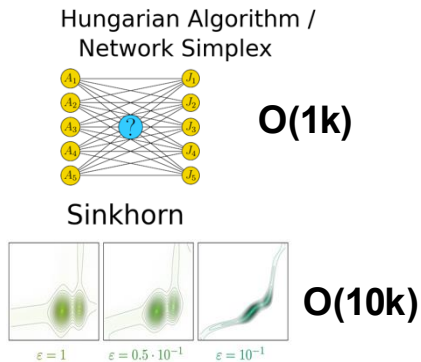 Hungarian Algorithm /
Network Simplex
A₁ J₁
A₂ J₂
A₃ ? J₃
A₄ J₄
A₅ J₅
O(1k)
Sinkhorn
O(10k)
ε = 1 ε = 0.5 · 10⁻¹ ε = 10⁻¹